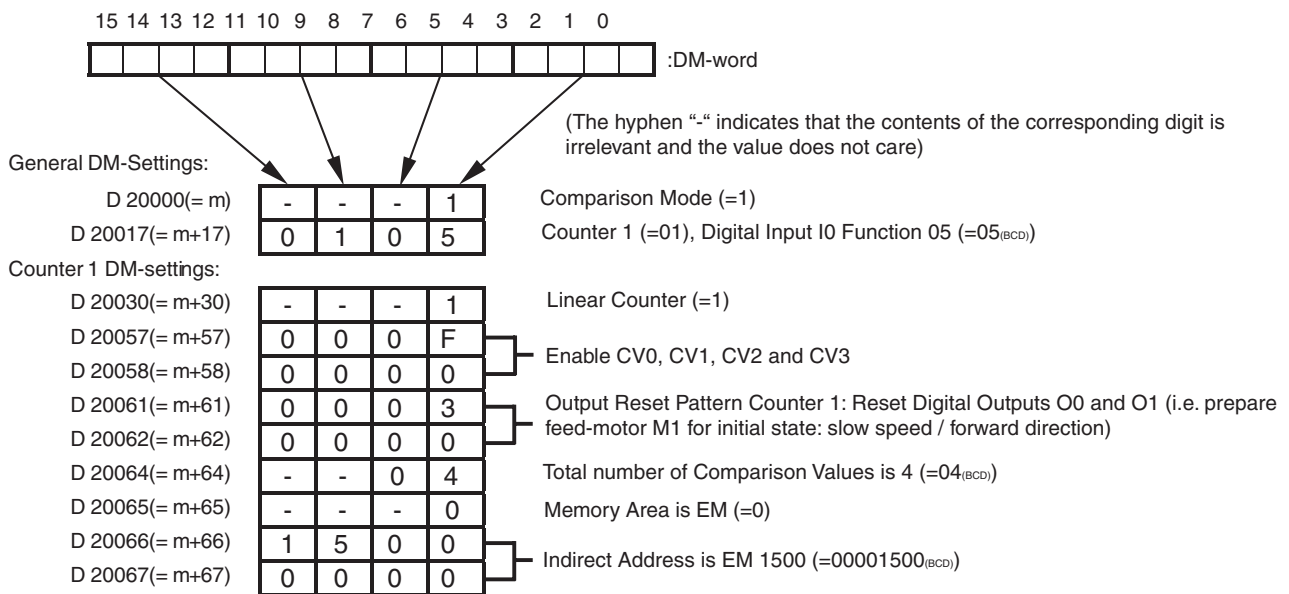 15 14 13 12 11 10 9 8 7 6 5 4 3 2 1 0
:DM-word
(The hyphen “-“ indicates that the contents of the corresponding digit is
irrelevant and the value does not care)
General DM-Settings:
D 20000(= m) - - - 1 Comparison Mode (=1)
D 20017(= m+17) 0 1 0 5 Counter 1 (=01), Digital Input I0 Function 05 (=05(BCD))
Counter 1 DM-settings:
D 20030(= m+30) - - - 1 Linear Counter (=1)
D 20057(= m+57) 0 0 0 F
Enable CV0, CV1, CV2 and CV3
D 20058(= m+58) 0 0 0 0
D 20061(= m+61) 0 0 0 3 Output Reset Pattern Counter 1: Reset Digital Outputs O0 and O1 (i.e. prepare
feed-motor M1 for initial state: slow speed / forward direction)
D 20062(= m+62) 0 0 0 0
D 20064(= m+64) - - 0 4 Total number of Comparison Values is 4 (=04(BCD))
D 20065(= m+65) - - - 0 Memory Area is EM (=0)
D 20066(= m+66) 1 5 0 0
Indirect Address is EM 1500 (=00001500(BCD))
D 20067(= m+67) 0 0 0 0